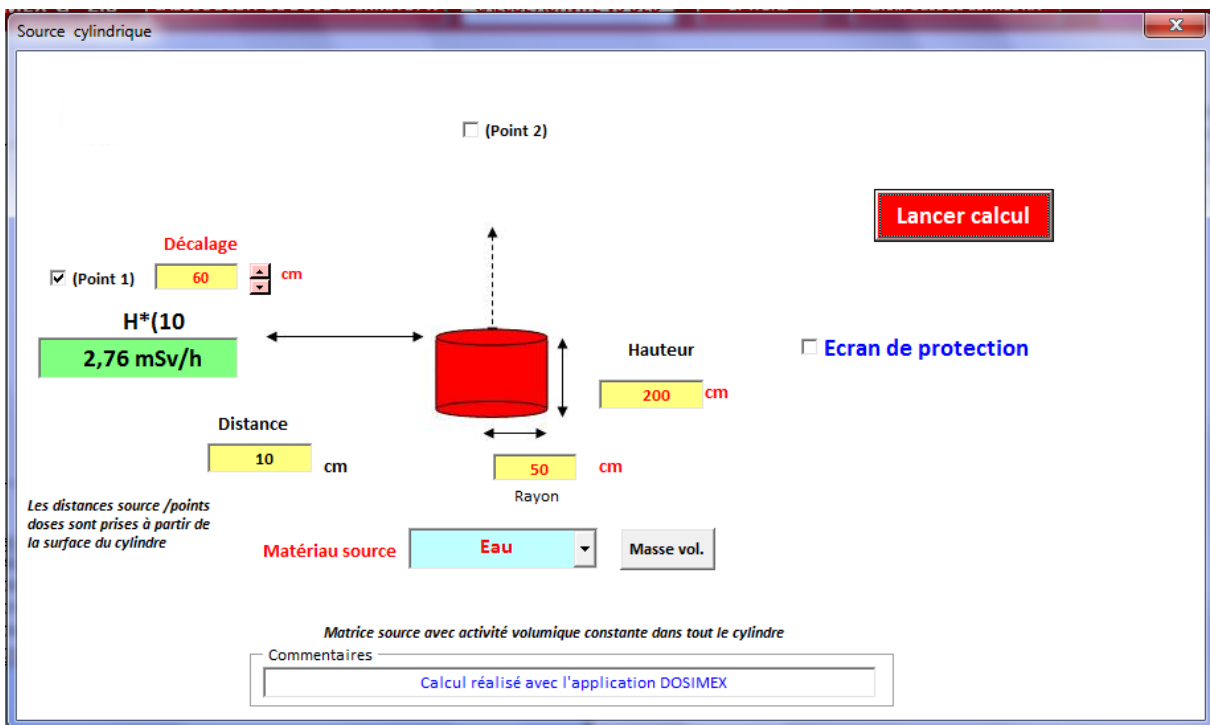 Source cylindrique
X
(Point 2)
Lancer calcul
Décalage
(Point 1) 60 cm
H*(10
2,76 mSv/h
Hauteur
200 cm
Ecran de protection
Distance
10 cm
50 cm
Rayon
Les distances source /points
doses sont prises à partir de
la surface du cylindre
Matériau source Eau Masse vol.
Matrice source avec activité volumique constante dans tout le cylindre
Commentaires
Calcul réalisé avec l'application DOSIMEX